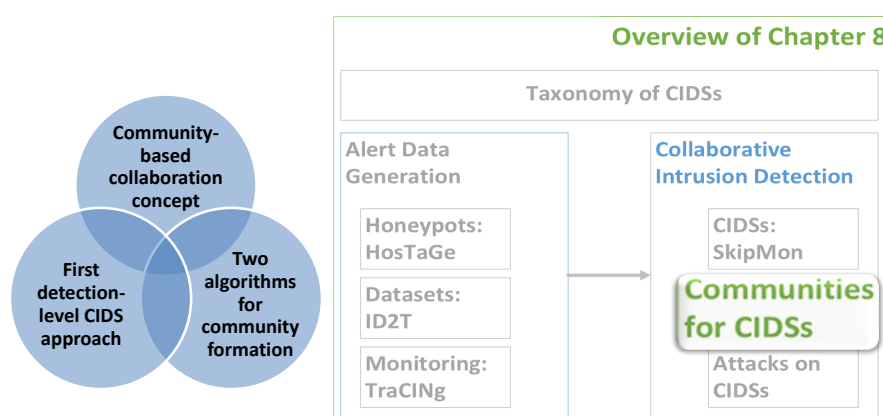 Community-
based
collaboration
concept
First
detection-
level CIDS
approach
Two
algorithms
for
community
formation
Overview of Chapter 8
Taxonomy of CIDSs
Alert Data
Generation
Honeypots:
HosTaGe
Datasets:
ID2T
Monitoring:
TraCINg
Collaborative
Intrusion Detection
CIDSs:
SkipMon
Communities
for CIDSs
Attacks on
CIDSs